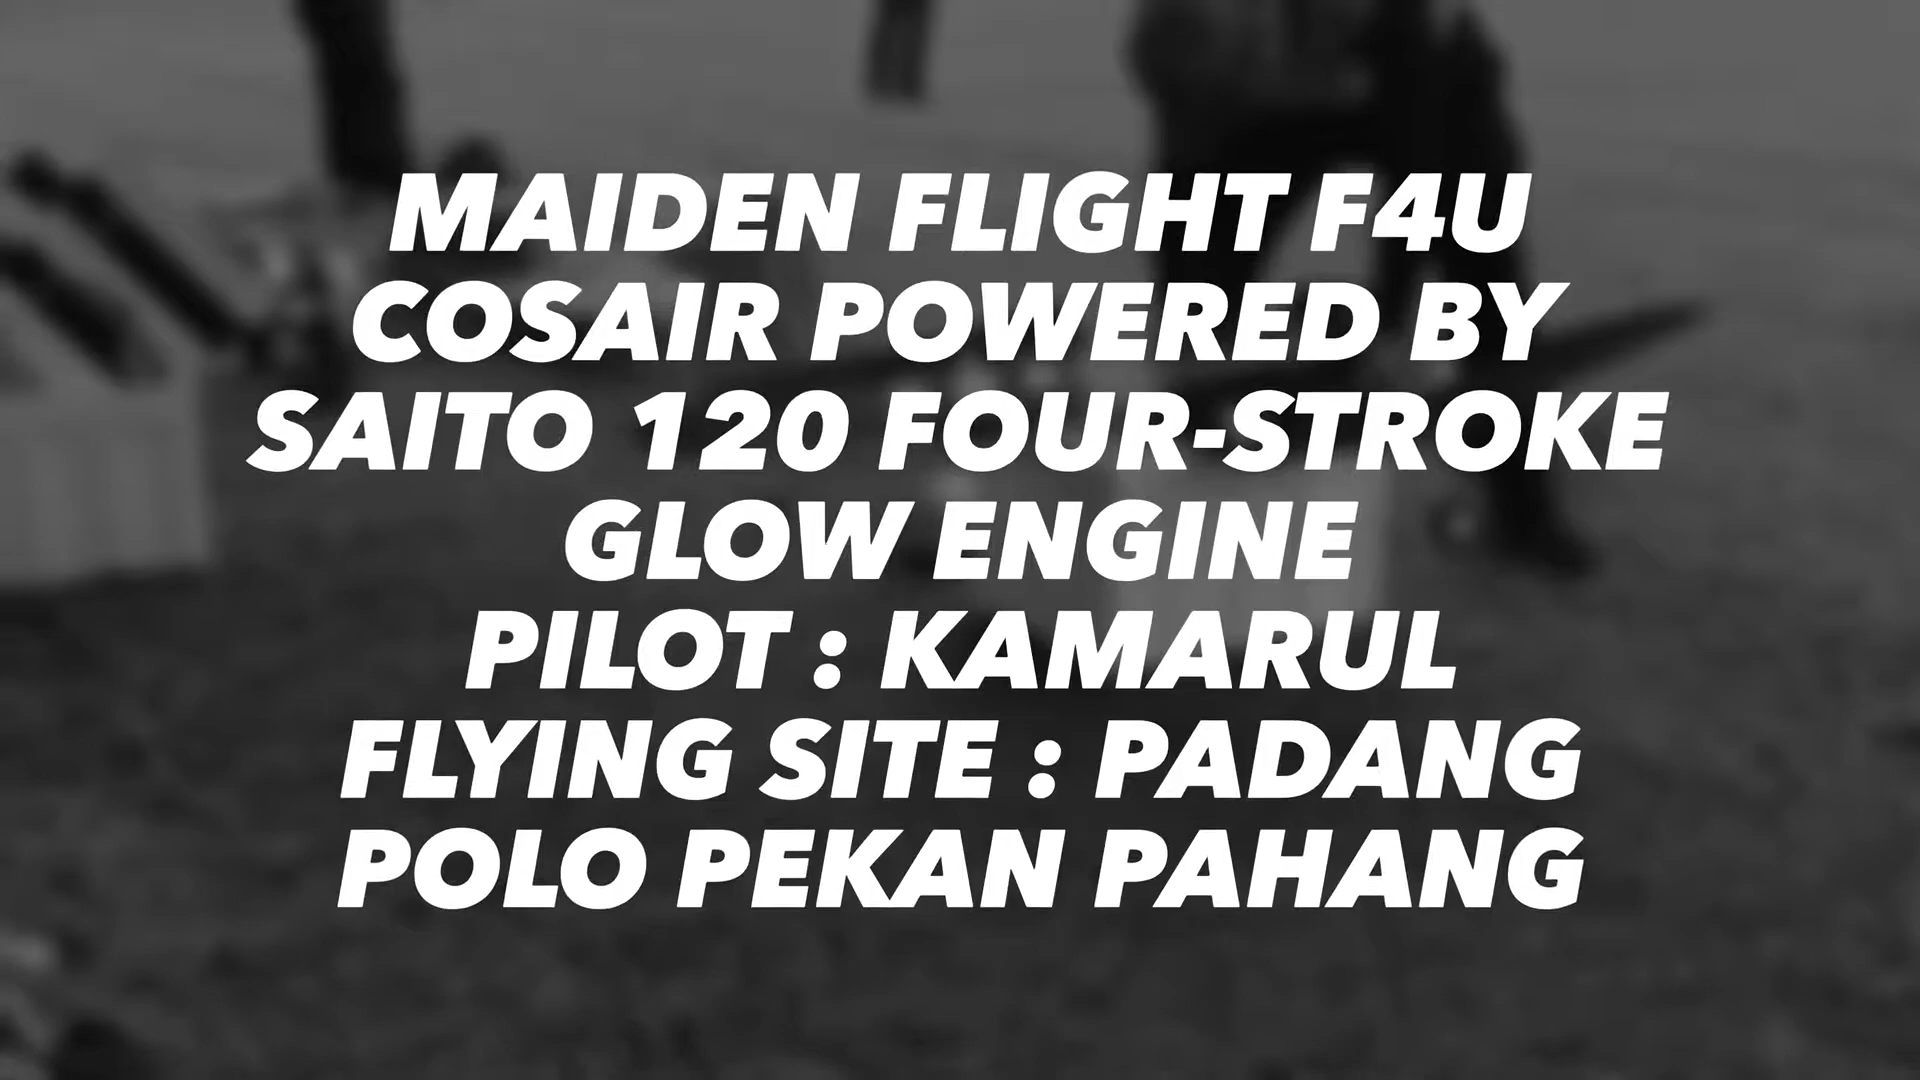 MAIDEN FLIGHT F4U
COSAIR POWERED BY
SAITO 120 FOUR-STROKE
GLOW ENGINE
PILOT : KAMARUL
FLYING SITE : PADANG
POLO PEKAN PAHANG